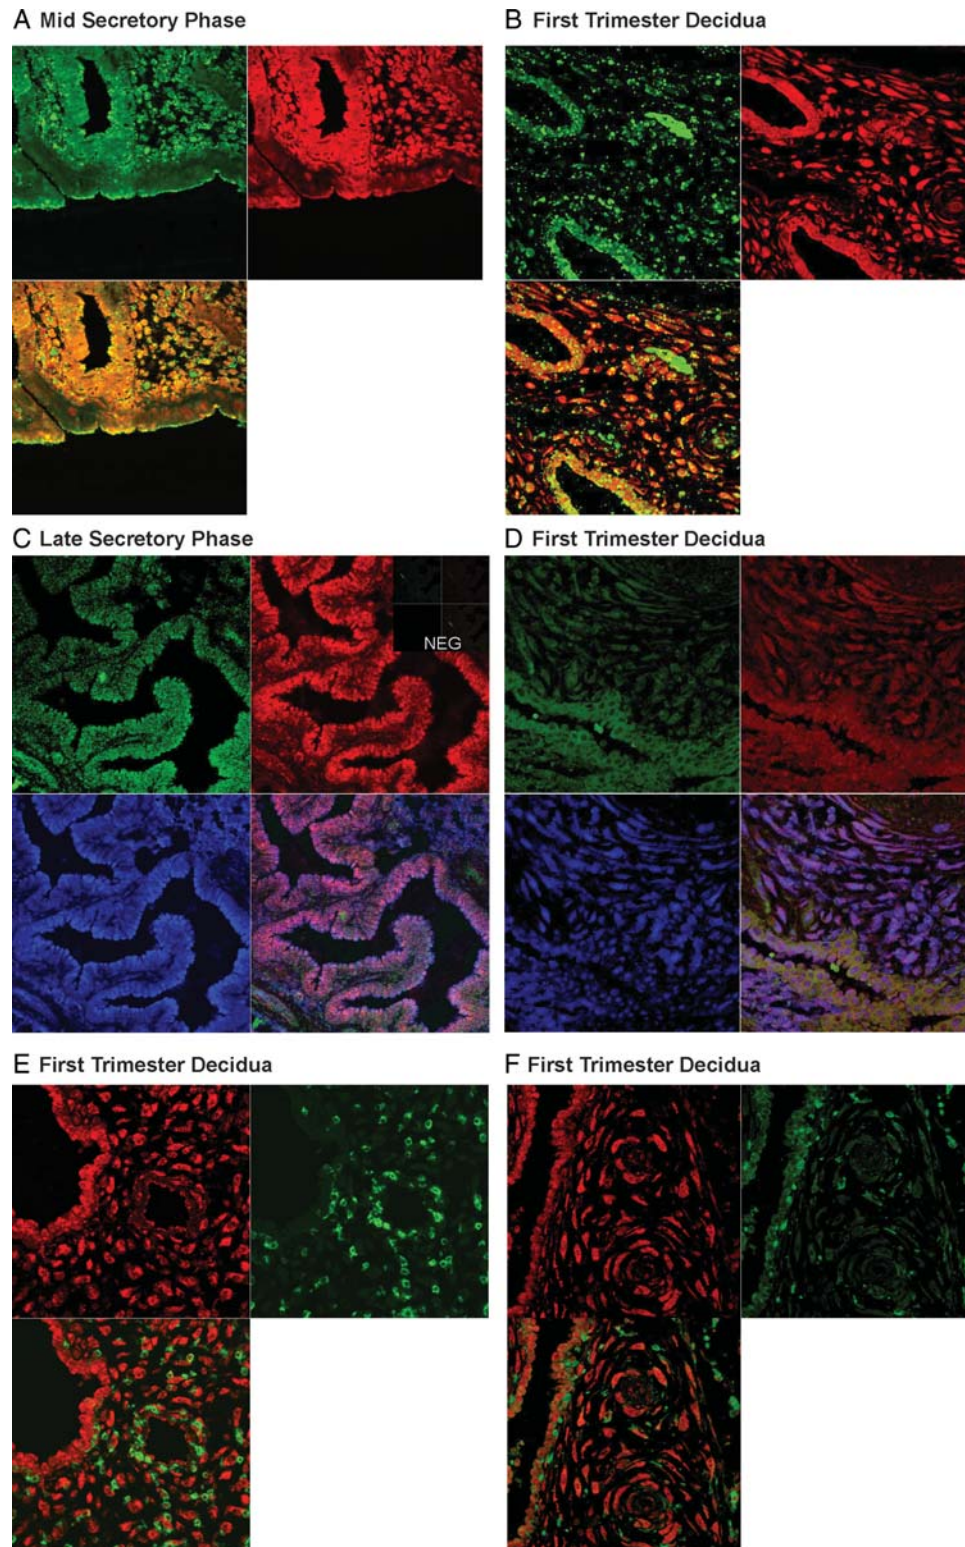 A Mid Secretory Phase
B First Trimester Decidua
C Late Secretory Phase
NEG
D First Trimester Decidua
E First Trimester Decidua
F First Trimester Decidua